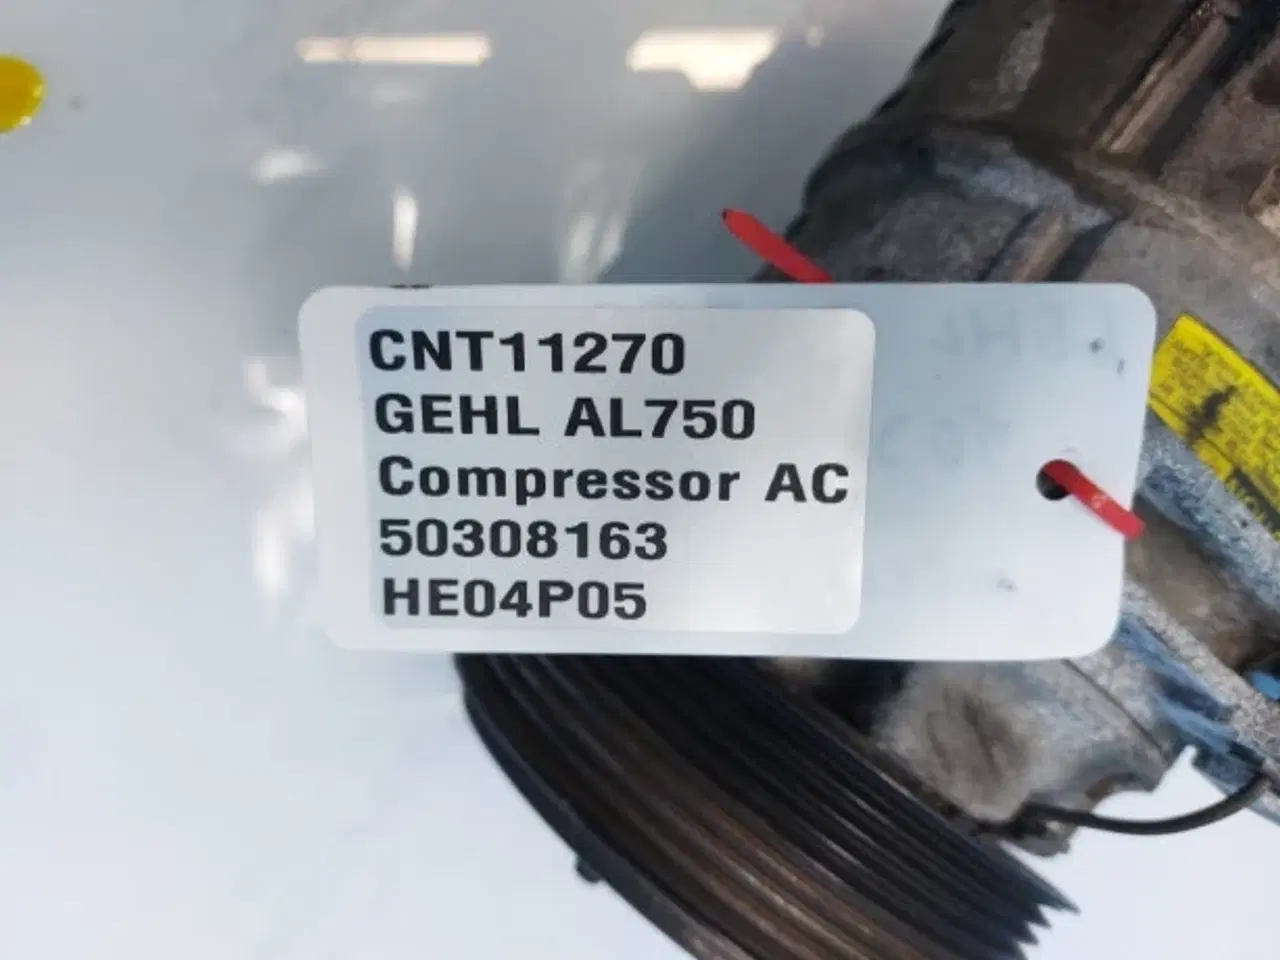 CNT11270
GEHL AL750
Compressor AC
50308163
HE04P05